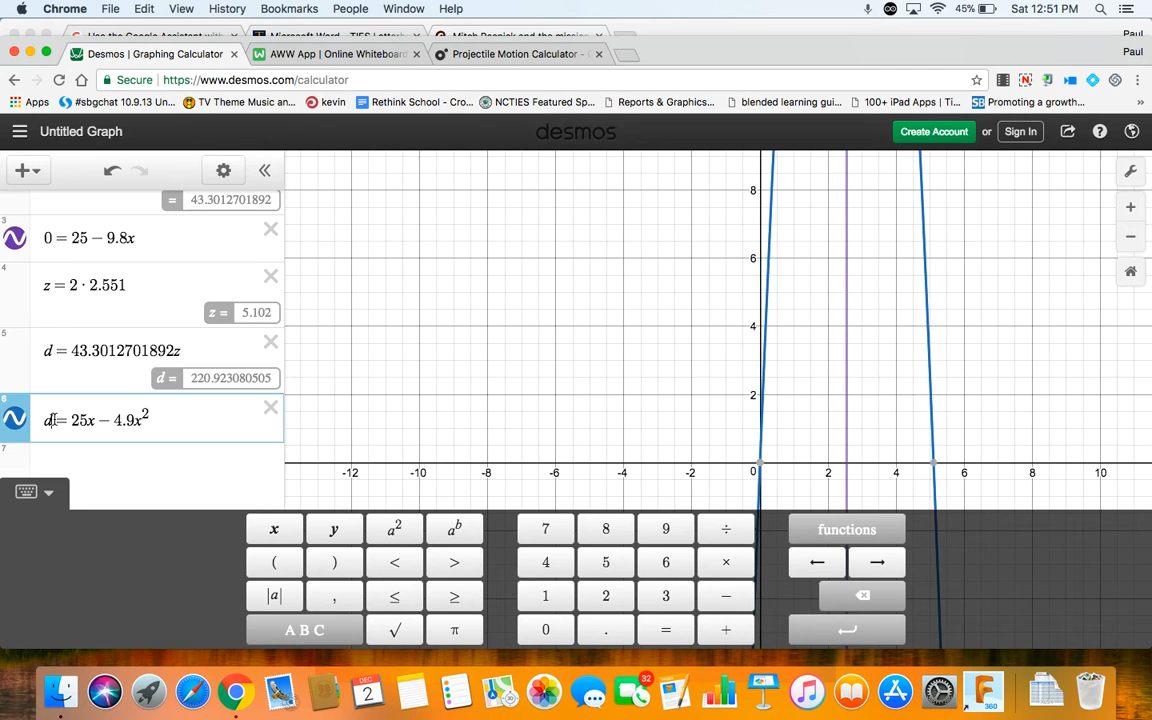 Chrome File Edit View History Bookmarks People Window Help 45% Sat 12:51 PM
Paul
Desmos | Graphing Calculator AWW App | Online Whiteboard Projectile Motion Calculator - Paul
Secure https://www.desmos.com/calculator
Apps #sbgchat 10.9.13 Un... TV Theme Music an... kevin Rethink School - Cro... NCTIES Featured Sp... Reports & Graphics... blended learning gui... 100+ iPad Apps | Ti... SB Promoting a growth... »
Untitled Graph desmos Create Account or Sign In
= 43.3012701892
3 0 = 25 − 9.8x
4 z = 2 · 2.551
z = 5.102
5 d = 43.3012701892z
d = 220.923080505
6 d = 25x − 4.9x²
7
8
6
4
2
-12 -10 -8 -6 -4 -2 0 2 4 6 8 10
x y a² aᵇ 7 8 9 ÷ functions
( ) < > 4 5 6 × ← →
|a| , ≤ ≥ 1 2 3 −
A B C √ π 0 . = +
DEC 2 32 360